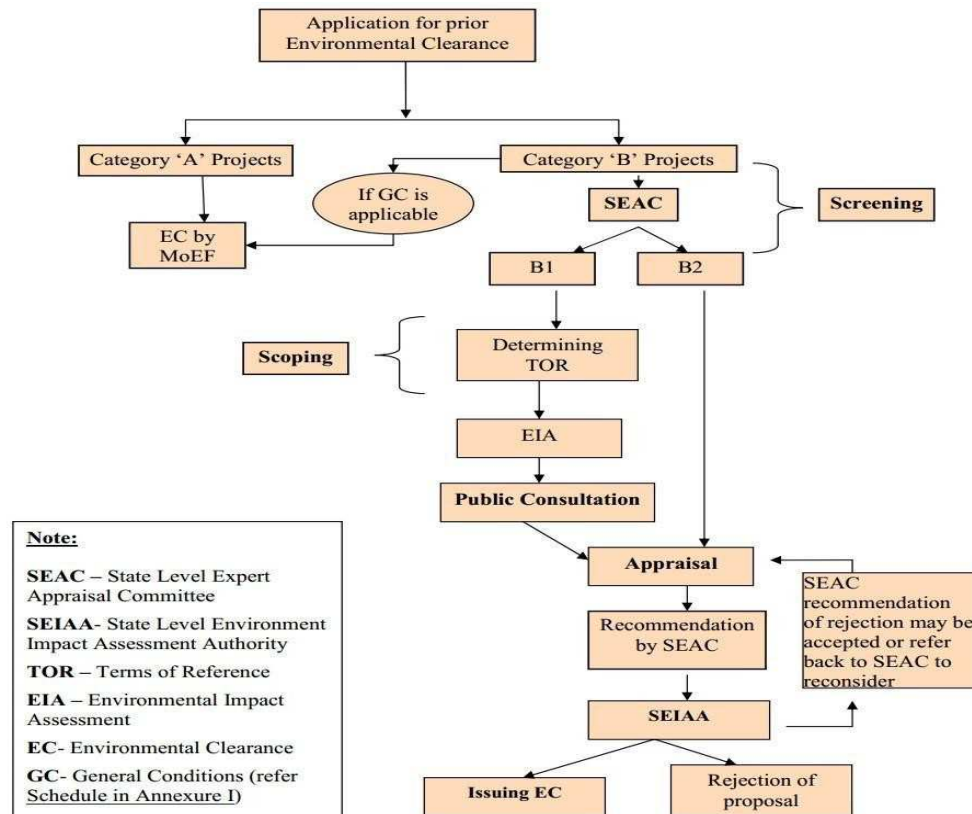 Application for prior
Environmental Clearance
Category ‘A’ Projects
Category ‘B’ Projects
If GC is
applicable
SEAC
Screening
EC by
MoEF
B1
B2
Scoping
Determining
TOR
EIA
Public Consultation
Note:
SEAC – State Level Expert
Appraisal Committee
SEIAA- State Level Environment
Impact Assessment Authority
TOR – Terms of Reference
EIA – Environmental Impact
Assessment
EC- Environmental Clearance
GC- General Conditions (refer
Schedule in Annexure I)
Appraisal
SEAC
recommendation
of rejection may be
accepted or refer
back to SEAC to
reconsider
Recommendation
by SEAC
SEIAA
Issuing EC
Rejection of
proposal